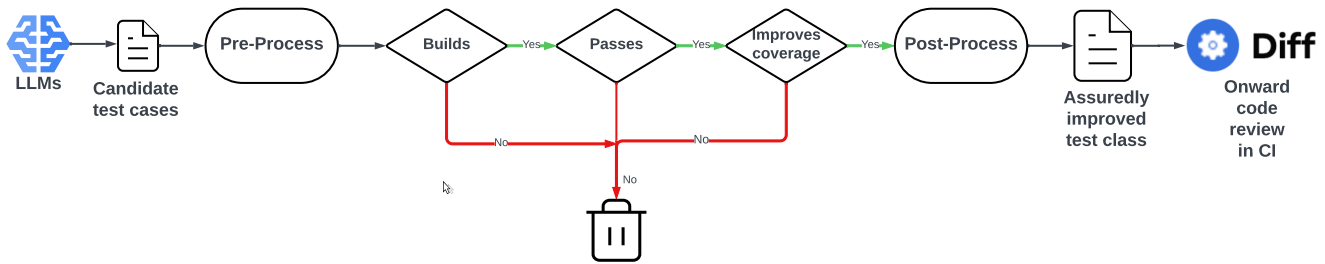 LLMs
Candidate
test cases
Pre-Process
Builds
Yes
Passes
Yes
Improves
coverage
Yes
Post-Process
Assuredly
improved
test class
Diff
Onward
code
review
in CI
No
No
No